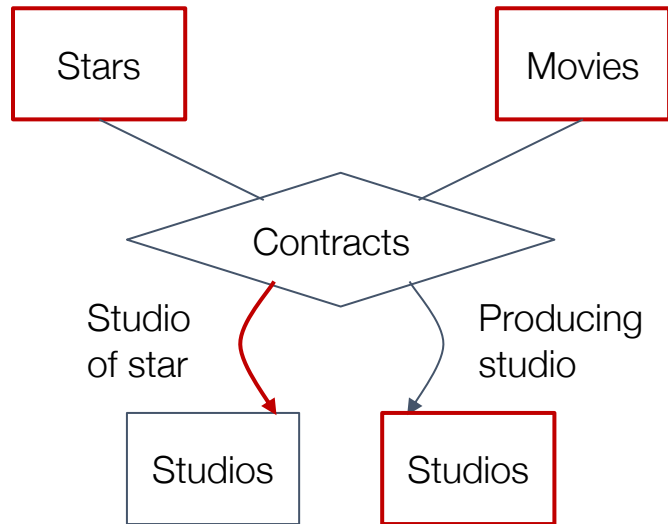 Stars
Movies
Contracts
Studio
of star
Producing
studio
Studios
Studios